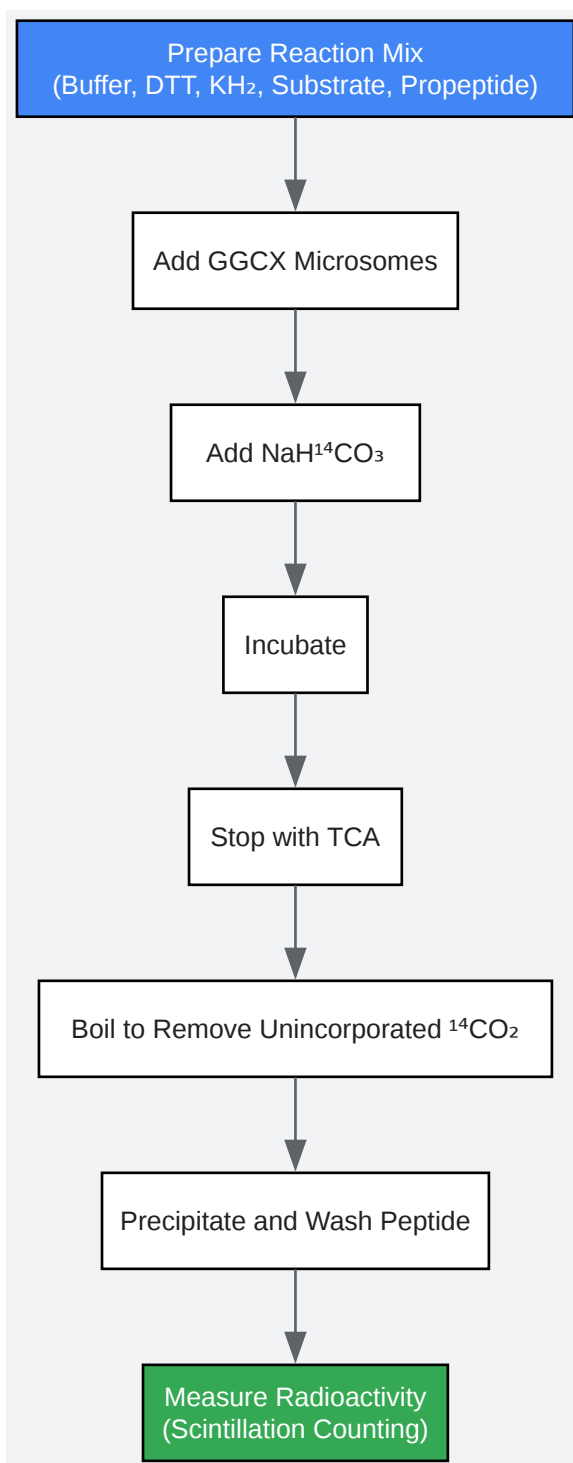 Prepare Reaction Mix
(Buffer, DTT, KH₂, Substrate, Propeptide)
Add GGCX Microsomes
Add NaH¹⁴CO₃
Incubate
Stop with TCA
Boil to Remove Unincorporated ¹⁴CO₂
Precipitate and Wash Peptide
Measure Radioactivity
(Scintillation Counting)